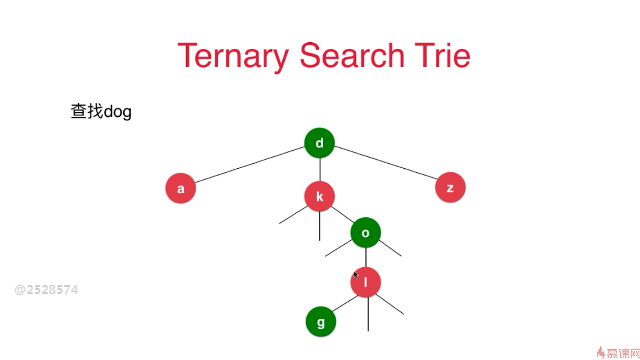 Ternary Search Trie
查找dog
d
a
k
z
o
l
g
@2528574
慕课网